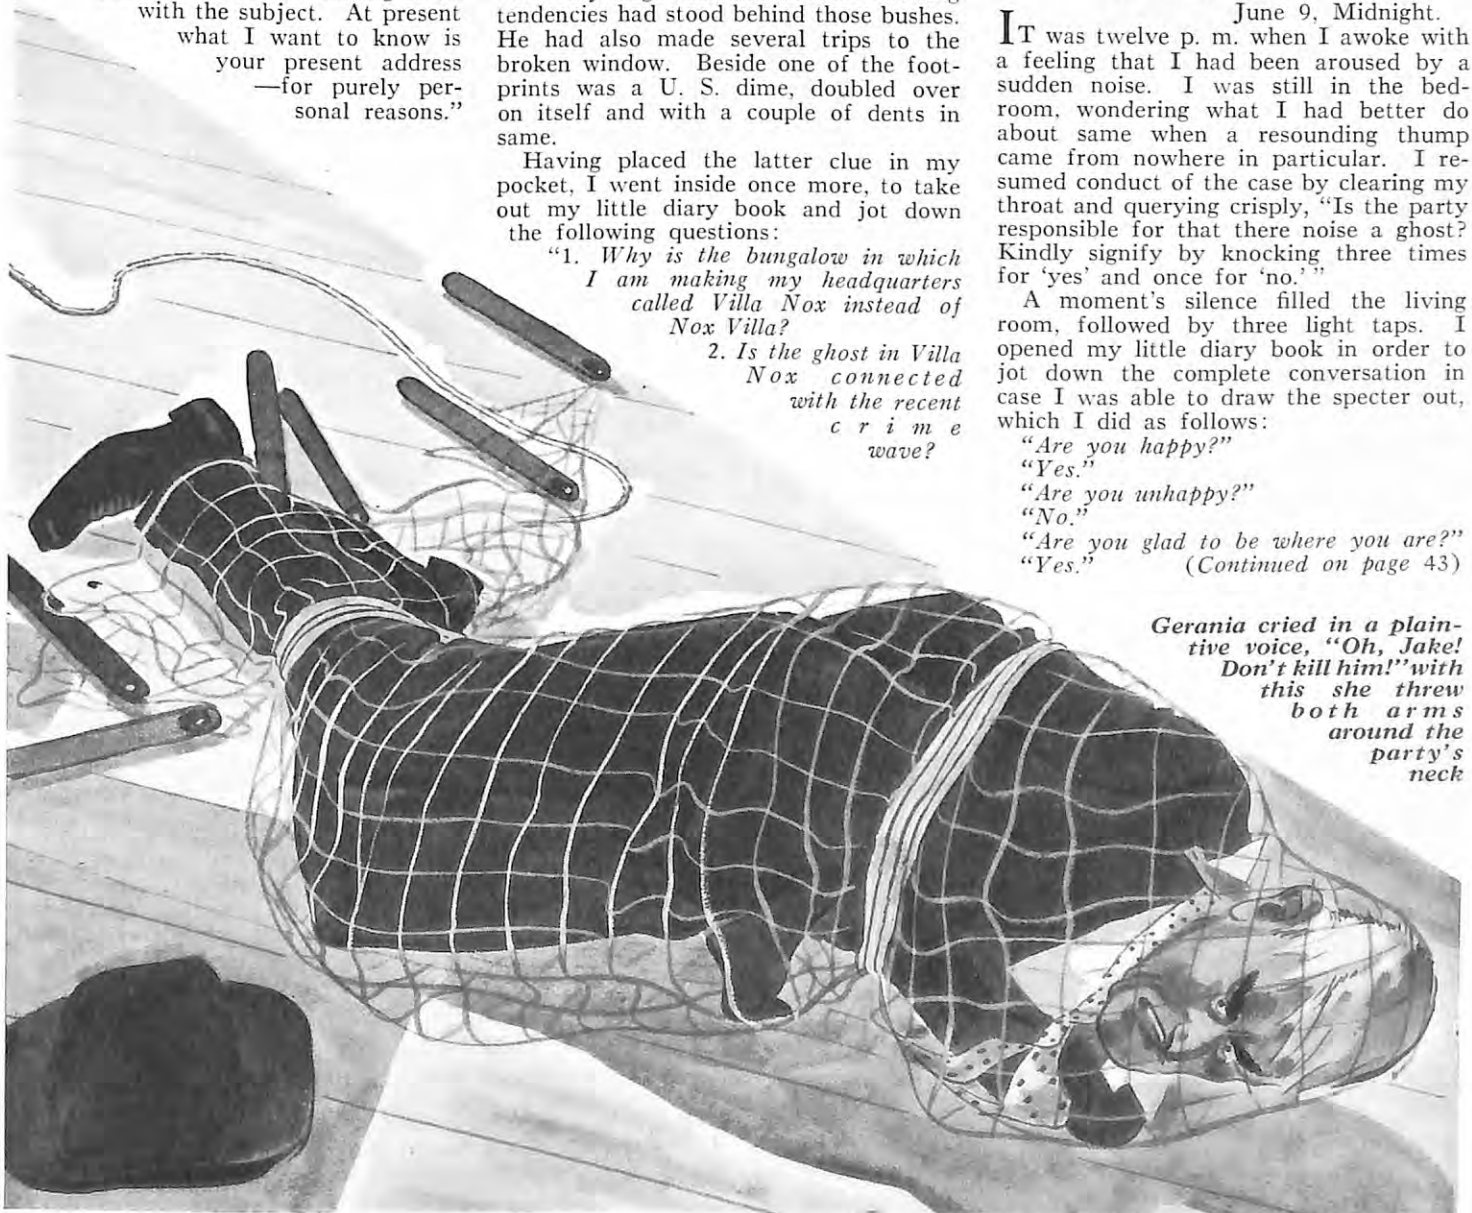 with the subject. At present
what I want to know is
your present address
—for purely per-
sonal reasons.”
tendencies had stood behind those bushes.
He had also made several trips to the
broken window. Beside one of the foot-
prints was a U. S. dime, doubled over
on itself and with a couple of dents in
same.
Having placed the latter clue in my
pocket, I went inside once more, to take
out my little diary book and jot down
the following questions:
“1. Why is the bungalow in which
I am making my headquarters
called Villa Nox instead of
Nox Villa?
2. Is the ghost in Villa
Nox connected
with the recent
crime
wave?
June 9, Midnight.
IT was twelve p. m. when I awoke with
a feeling that I had been aroused by a
sudden noise. I was still in the bed-
room, wondering what I had better do
about same when a resounding thump
came from nowhere in particular. I re-
sumed conduct of the case by clearing my
throat and querying crisply, “Is the party
responsible for that there noise a ghost?
Kindly signify by knocking three times
for ‘yes’ and once for ‘no.’ ”
A moment's silence filled the living
room, followed by three light taps. I
opened my little diary book in order to
jot down the complete conversation in
case I was able to draw the specter out,
which I did as follows:
“Are you happy?”
“Yes.”
“Are you unhappy?”
“No.”
“Are you glad to be where you are?”
“Yes.” (Continued on page 43)
Gerania cried in a plain-
tive voice, “Oh, Jake!
Don't kill him!” with
this she threw
both arms
around the
party's
neck